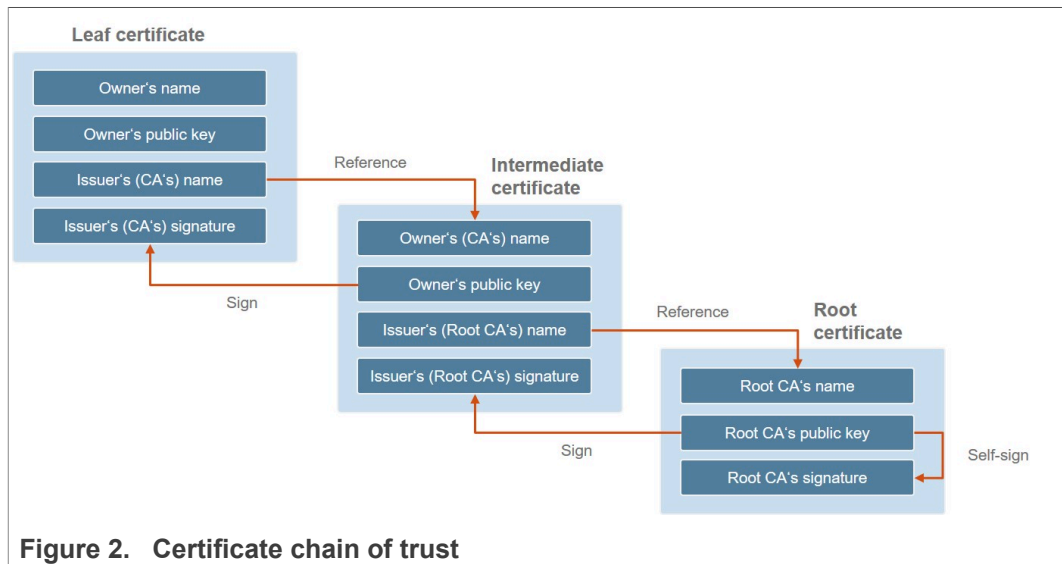 Leaf certificate
Owner‘s name
Owner‘s public key
Issuer‘s (CA‘s) name
Issuer‘s (CA‘s) signature
Reference
Sign
Intermediate
certificate
Owner‘s (CA‘s) name
Owner‘s public key
Issuer‘s (Root CA‘s) name
Issuer‘s (Root CA‘s) signature
Reference
Sign
Root
certificate
Root CA‘s name
Root CA‘s public key
Root CA‘s signature
Self-sign
Figure 2. Certificate chain of trust